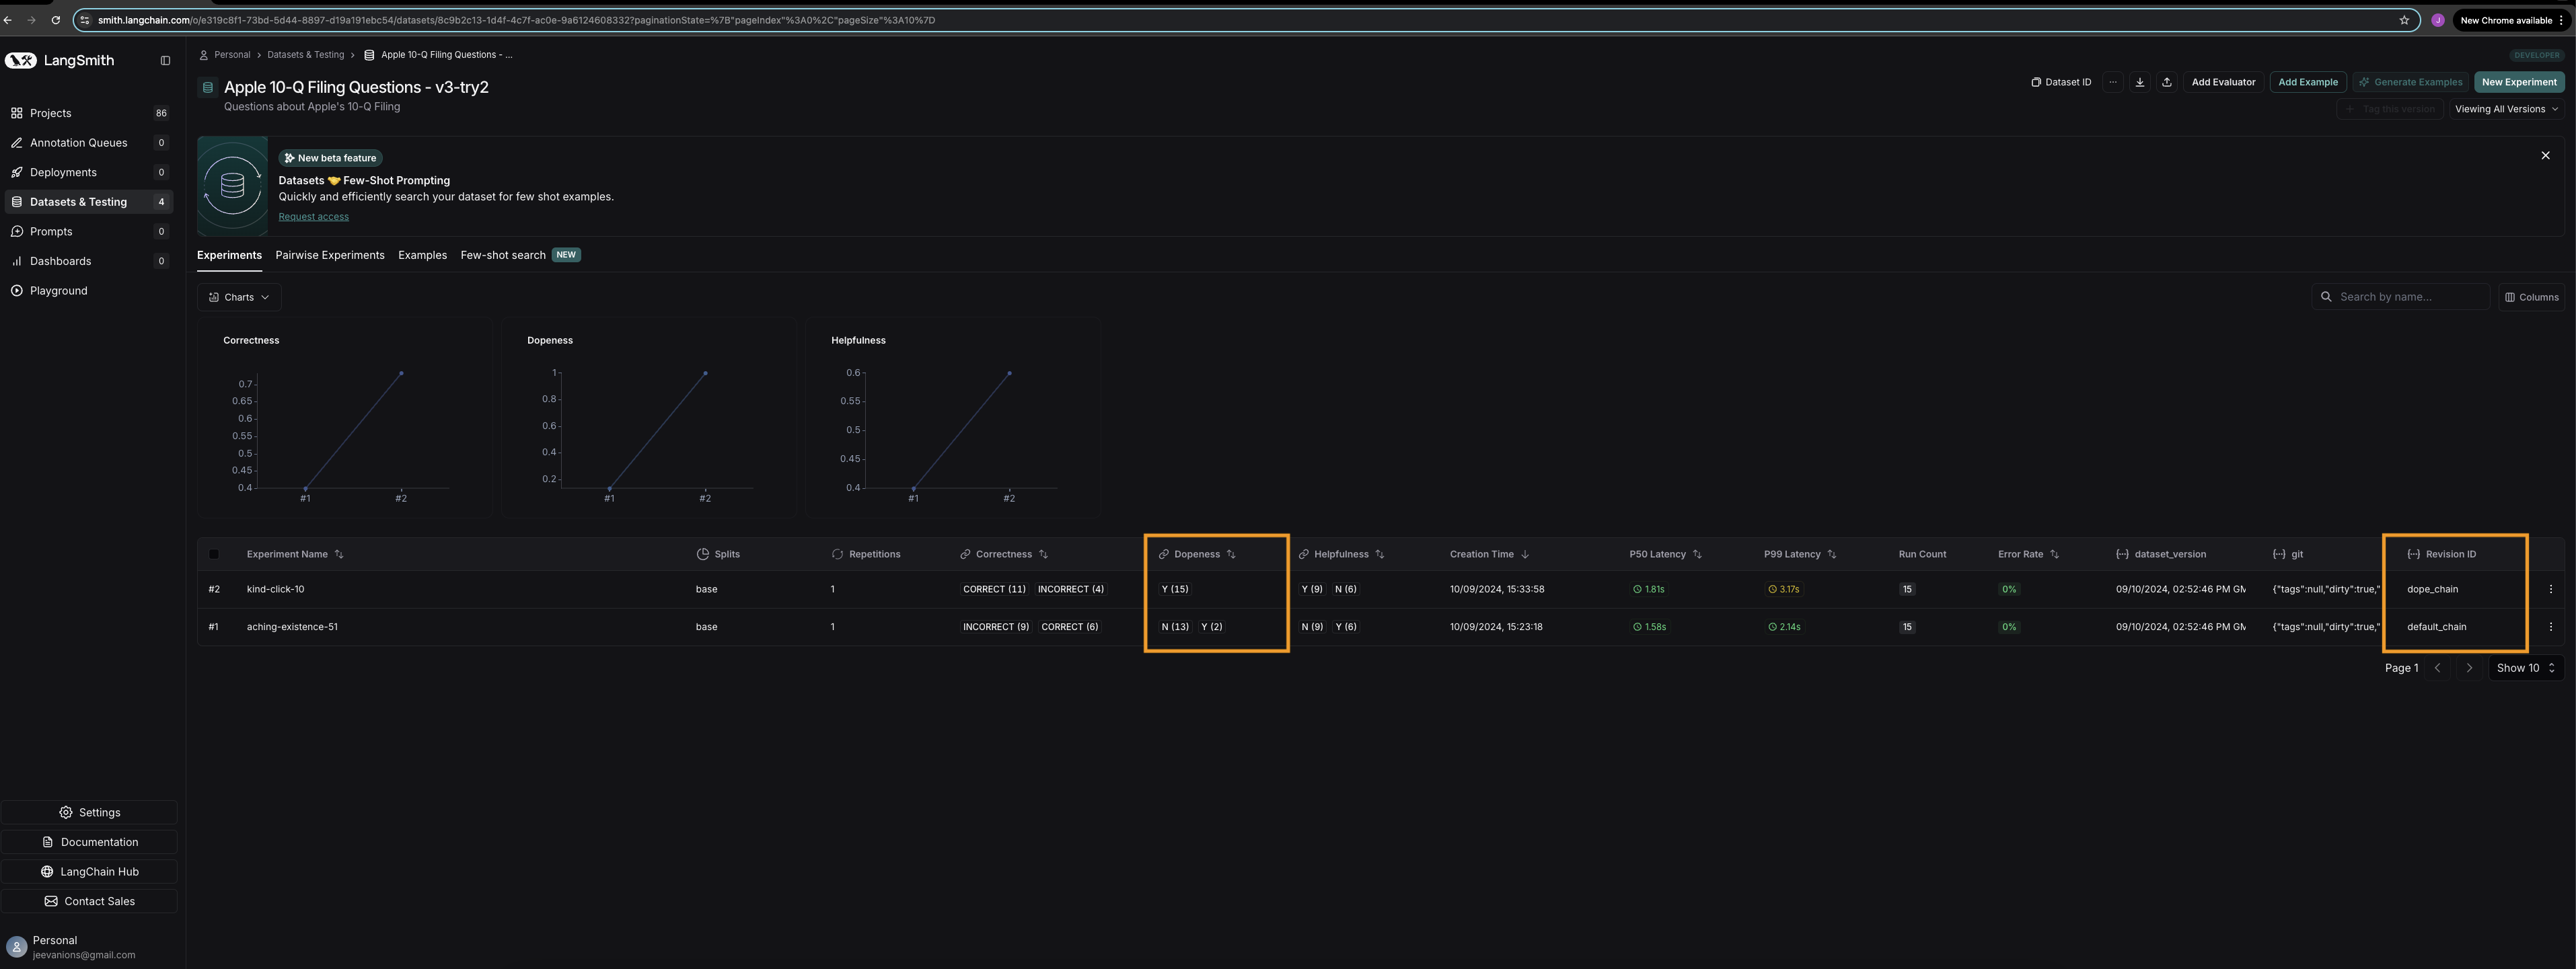 smith.langchain.com/o/e319c8f1-73bd-5d44-8897-d19a191ebc54/datasets/8c9b2c13-1d4f-4c7f-ac0e-9a6124608332?paginationState=%7B"pageIndex"%3A0%2C"pageSize"%3A10%7D
J
New Chrome available
LangSmith
Projects 86
Annotation Queues 0
Deployments 0
Datasets & Testing 4
Prompts 0
Dashboards 0
Playground
Personal > Datasets & Testing > Apple 10-Q Filing Questions - ...
DEVELOPER
Apple 10-Q Filing Questions - v3-try2
Questions about Apple's 10-Q Filing
Dataset ID ... Add Evaluator Add Example Generate Examples New Experiment
+ Tag this version Viewing All Versions
New beta feature
Datasets 🤝 Few-Shot Prompting
Quickly and efficiently search your dataset for few shot examples.
Request access
Experiments Pairwise Experiments Examples Few-shot search NEW
Charts
Search by name...
Columns
Correctness
0.7
0.65
0.6
0.55
0.5
0.45
0.4
#1 #2
Dopeness
1
0.8
0.6
0.4
0.2
#1 #2
Helpfulness
0.6
0.55
0.5
0.45
0.4
#1 #2
Experiment Name Splits Repetitions Correctness Dopeness Helpfulness Creation Time P50 Latency P99 Latency Run Count Error Rate dataset_version git Revision ID
#2 kind-click-10 base 1 CORRECT (11) INCORRECT (4) Y (15) Y (9) N (6) 10/09/2024, 15:33:58 1.81s 3.17s 15 0% 09/10/2024, 02:52:46 PM GM {"tags":null,"dirty":true," dope_chain
#1 aching-existence-51 base 1 INCORRECT (9) CORRECT (6) N (13) Y (2) N (9) Y (6) 10/09/2024, 15:23:18 1.58s 2.14s 15 0% 09/10/2024, 02:52:46 PM GM {"tags":null,"dirty":true," default_chain
Page 1 Show 10
Settings
Documentation
LangChain Hub
Contact Sales
Personal
jeevanions@gmail.com